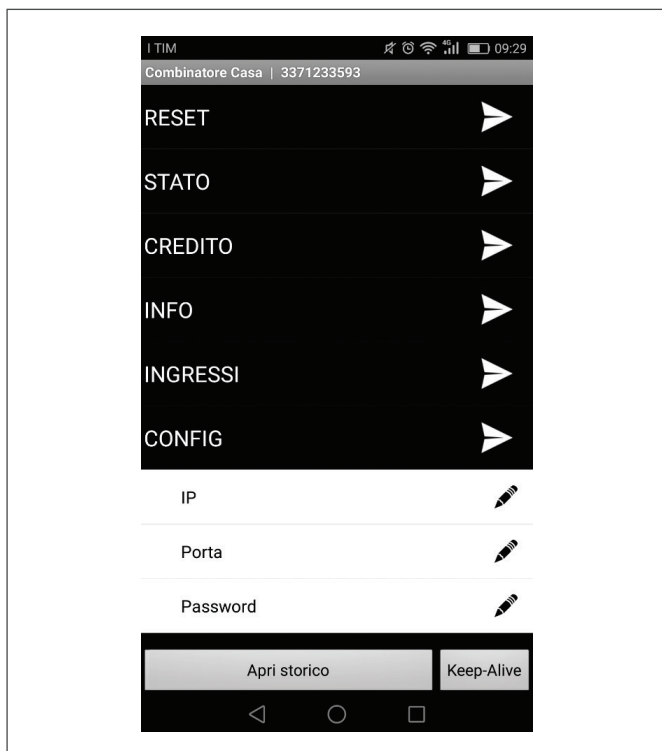 I TIM 4G 09:29
Combinatore Casa | 3371233593
RESET
STATO
CREDITO
INFO
INGRESSI
CONFIG
IP
Porta
Password
Apri storico Keep-Alive